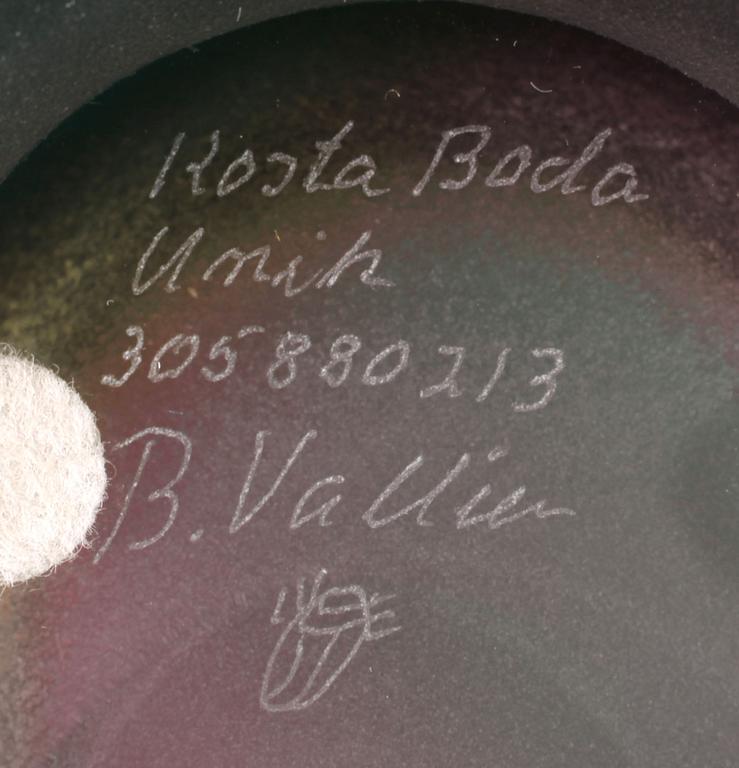 Kosta Boda
Unik
305880213
B. Vallien